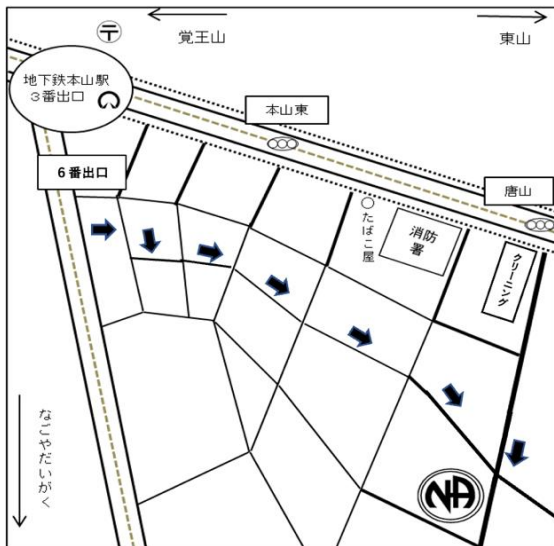 〒
覚王山
東山
地下鉄本山駅
３番出口
本山東
６番出口
唐山
たばこ屋
消防
署
クリーニング
なごやだいがく
NA